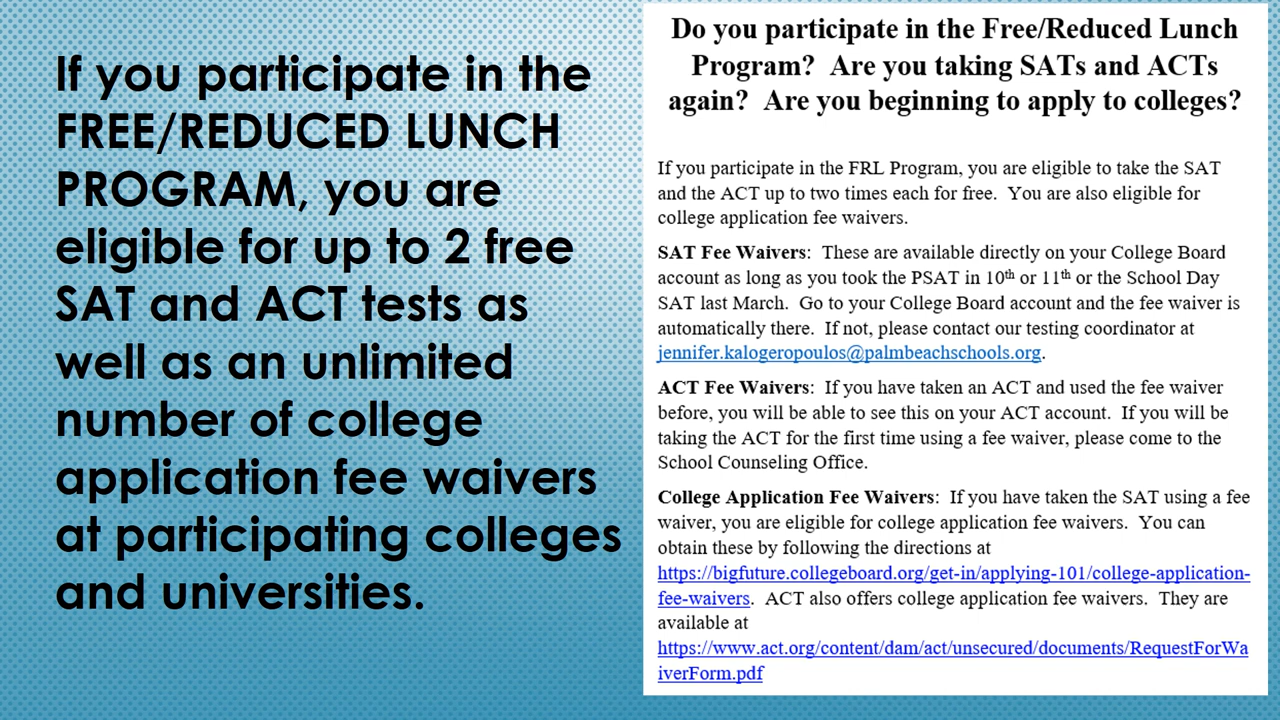 If you participate in the
FREE/REDUCED LUNCH
PROGRAM, you are
eligible for up to 2 free
SAT and ACT tests as
well as an unlimited
number of college
application fee waivers
at participating colleges
and universities.
Do you participate in the Free/Reduced Lunch
Program?  Are you taking SATs and ACTs
again?  Are you beginning to apply to colleges?
If you participate in the FRL Program, you are eligible to take the SAT
and the ACT up to two times each for free.  You are also eligible for
college application fee waivers.
SAT Fee Waivers:  These are available directly on your College Board
account as long as you took the PSAT in 10th or 11th or the School Day
SAT last March.  Go to your College Board account and the fee waiver is
automatically there.  If not, please contact our testing coordinator at
jennifer.kalogeropoulos@palmbeachschools.org.
ACT Fee Waivers:  If you have taken an ACT and used the fee waiver
before, you will be able to see this on your ACT account.  If you will be
taking the ACT for the first time using a fee waiver, please come to the
School Counseling Office.
College Application Fee Waivers:  If you have taken the SAT using a fee
waiver, you are eligible for college application fee waivers.  You can
obtain these by following the directions at
https://bigfuture.collegeboard.org/get-in/applying-101/college-application-
fee-waivers.  ACT also offers college application fee waivers.  They are
available at
https://www.act.org/content/dam/act/unsecured/documents/RequestForWa
iverForm.pdf